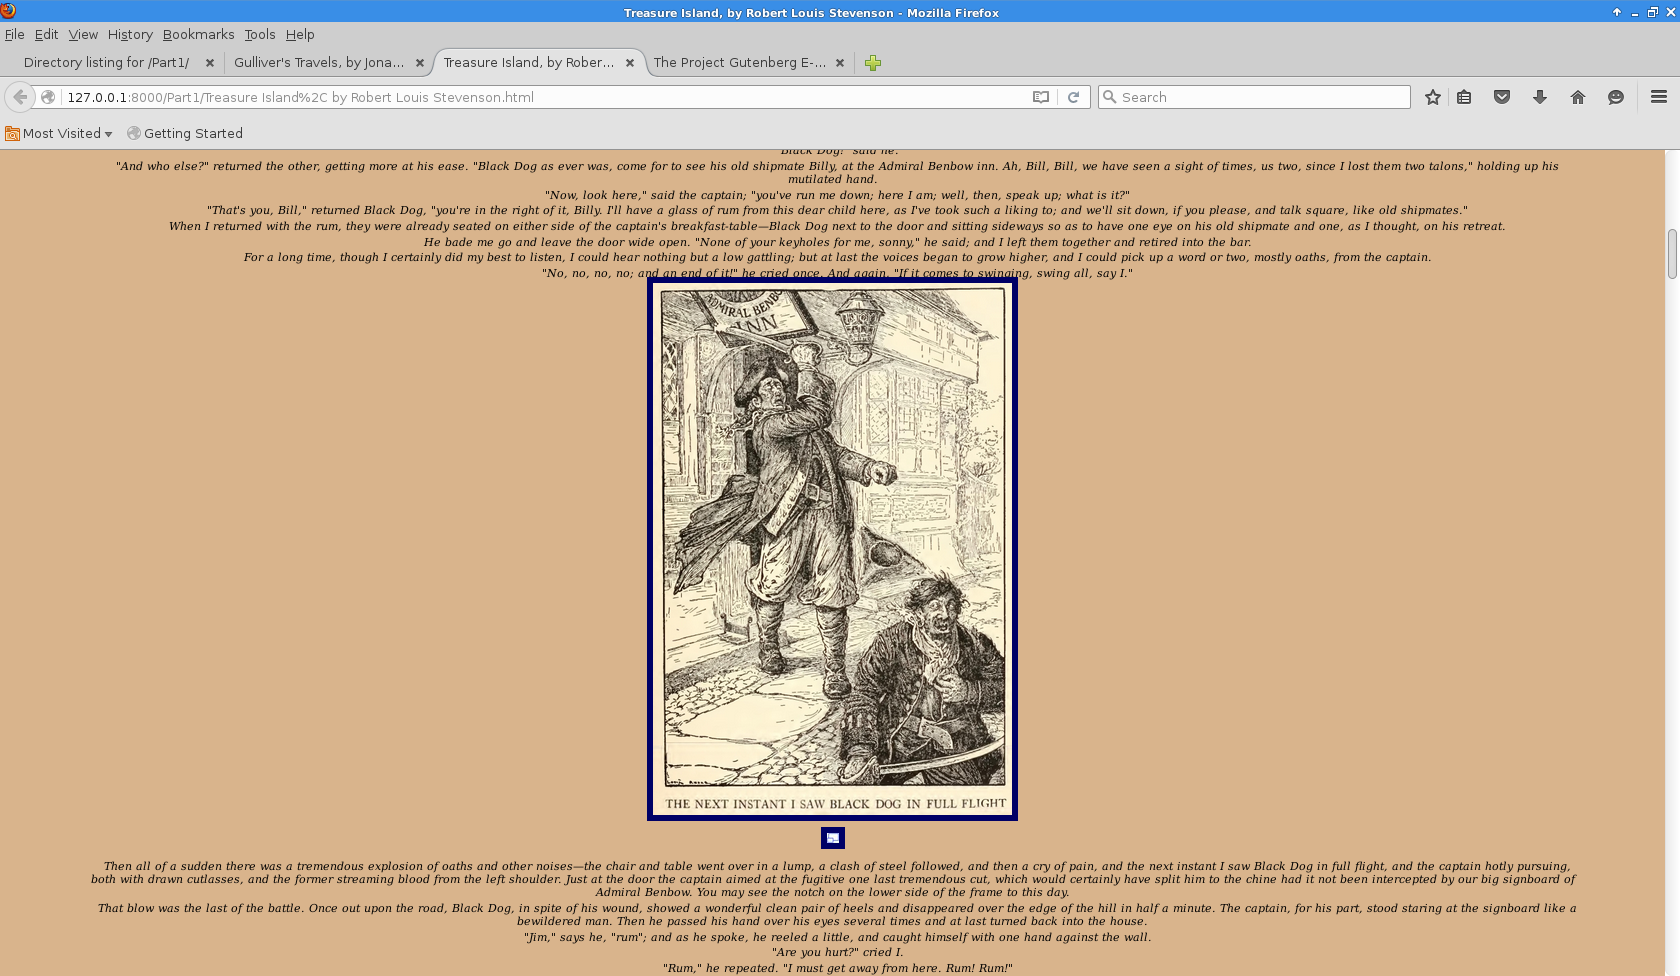 Treasure Island, by Robert Louis Stevenson - Mozilla Firefox
File Edit View History Bookmarks Tools Help
Directory listing for /Part1/ Gulliver's Travels, by Jona... Treasure Island, by Rober... The Project Gutenberg E-...
127.0.0.1:8000/Part1/Treasure Island%2C by Robert Louis Stevenson.html Search
Most Visited Getting Started
"Black Dog!" said he.
"And who else?" returned the other, getting more at his ease. "Black Dog as ever was, come for to see his old shipmate Billy, at the Admiral Benbow inn. Ah, Bill, Bill, we have seen a sight of times, us two, since I lost them two talons," holding up his
mutilated hand.
"Now, look here," said the captain; "you've run me down; here I am; well, then, speak up; what is it?"
"That's you, Bill," returned Black Dog, "you're in the right of it, Billy. I'll have a glass of rum from this dear child here, as I've took such a liking to; and we'll sit down, if you please, and talk square, like old shipmates."
When I returned with the rum, they were already seated on either side of the captain's breakfast-table—Black Dog next to the door and sitting sideways so as to have one eye on his old shipmate and one, as I thought, on his retreat.
He bade me go and leave the door wide open. "None of your keyholes for me, sonny," he said; and I left them together and retired into the bar.
For a long time, though I certainly did my best to listen, I could hear nothing but a low gattling; but at last the voices began to grow higher, and I could pick up a word or two, mostly oaths, from the captain.
"No, no, no, no; and an end of it!" he cried once. And again, "If it comes to swinging, swing all, say I."
ADMIRAL BENBO
INN
THE NEXT INSTANT I SAW BLACK DOG IN FULL FLIGHT
Then all of a sudden there was a tremendous explosion of oaths and other noises—the chair and table went over in a lump, a clash of steel followed, and then a cry of pain, and the next instant I saw Black Dog in full flight, and the captain hotly pursuing,
both with drawn cutlasses, and the former streaming blood from the left shoulder. Just at the door the captain aimed at the fugitive one last tremendous cut, which would certainly have split him to the chine had it not been intercepted by our big signboard of
Admiral Benbow. You may see the notch on the lower side of the frame to this day.
That blow was the last of the battle. Once out upon the road, Black Dog, in spite of his wound, showed a wonderful clean pair of heels and disappeared over the edge of the hill in half a minute. The captain, for his part, stood staring at the signboard like a
bewildered man. Then he passed his hand over his eyes several times and at last turned back into the house.
"Jim," says he, "rum"; and as he spoke, he reeled a little, and caught himself with one hand against the wall.
"Are you hurt?" cried I.
"Rum," he repeated. "I must get away from here. Rum! Rum!"